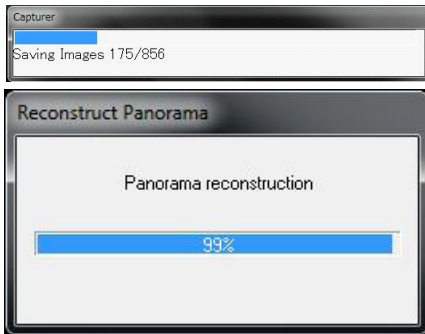 Capturer
Saving Images 175/856
Reconstruct Panorama
Panorama reconstruction
99%